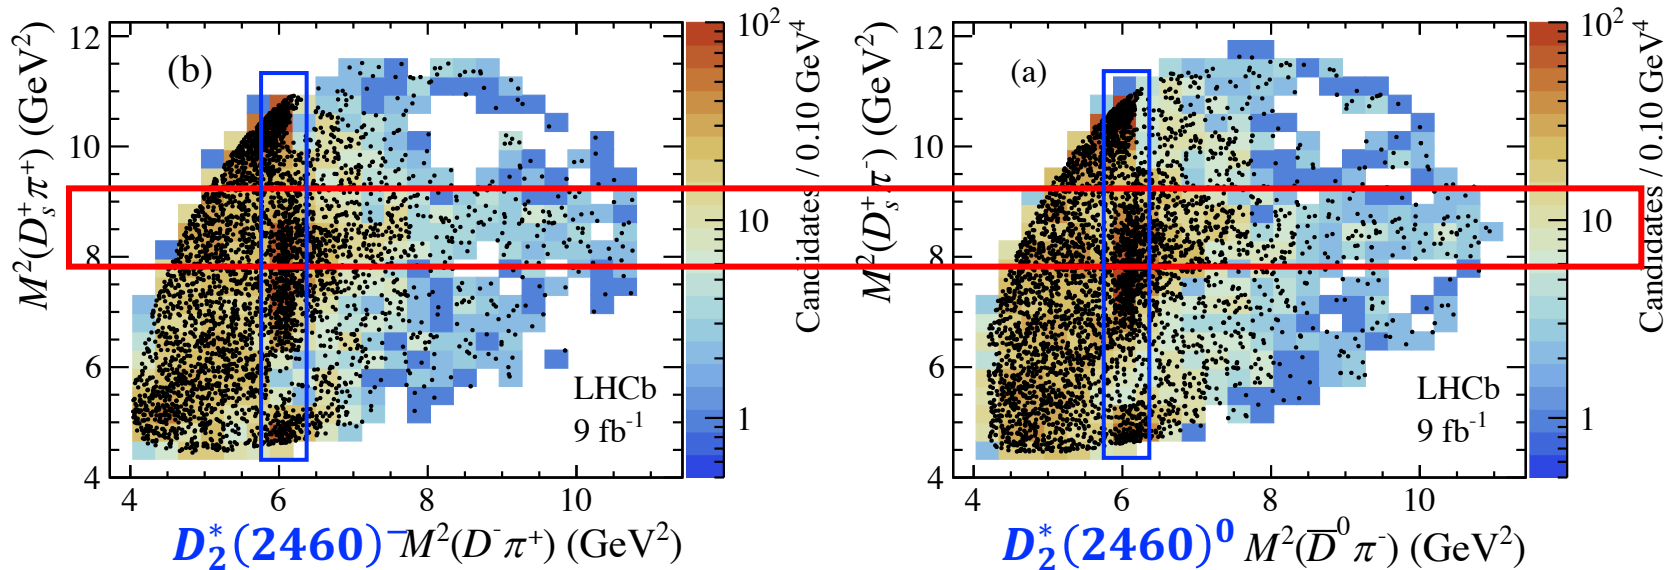 12
10
8
6
4
M²(D_s⁺π⁺) (GeV²)
(b)
LHCb
9 fb⁻¹
4 6 8 10
D₂*(2460)⁻ M²(D⁻π⁺) (GeV²)
10²
10
1
Candidates / 0.10 GeV⁴
12
10
8
6
4
M²(D_s⁺π⁻) (GeV²)
(a)
LHCb
9 fb⁻¹
4 6 8 10
D₂*(2460)⁰ M²(D̅⁰π⁻) (GeV²)
10²
10
1
Candidates / 0.10 GeV⁴